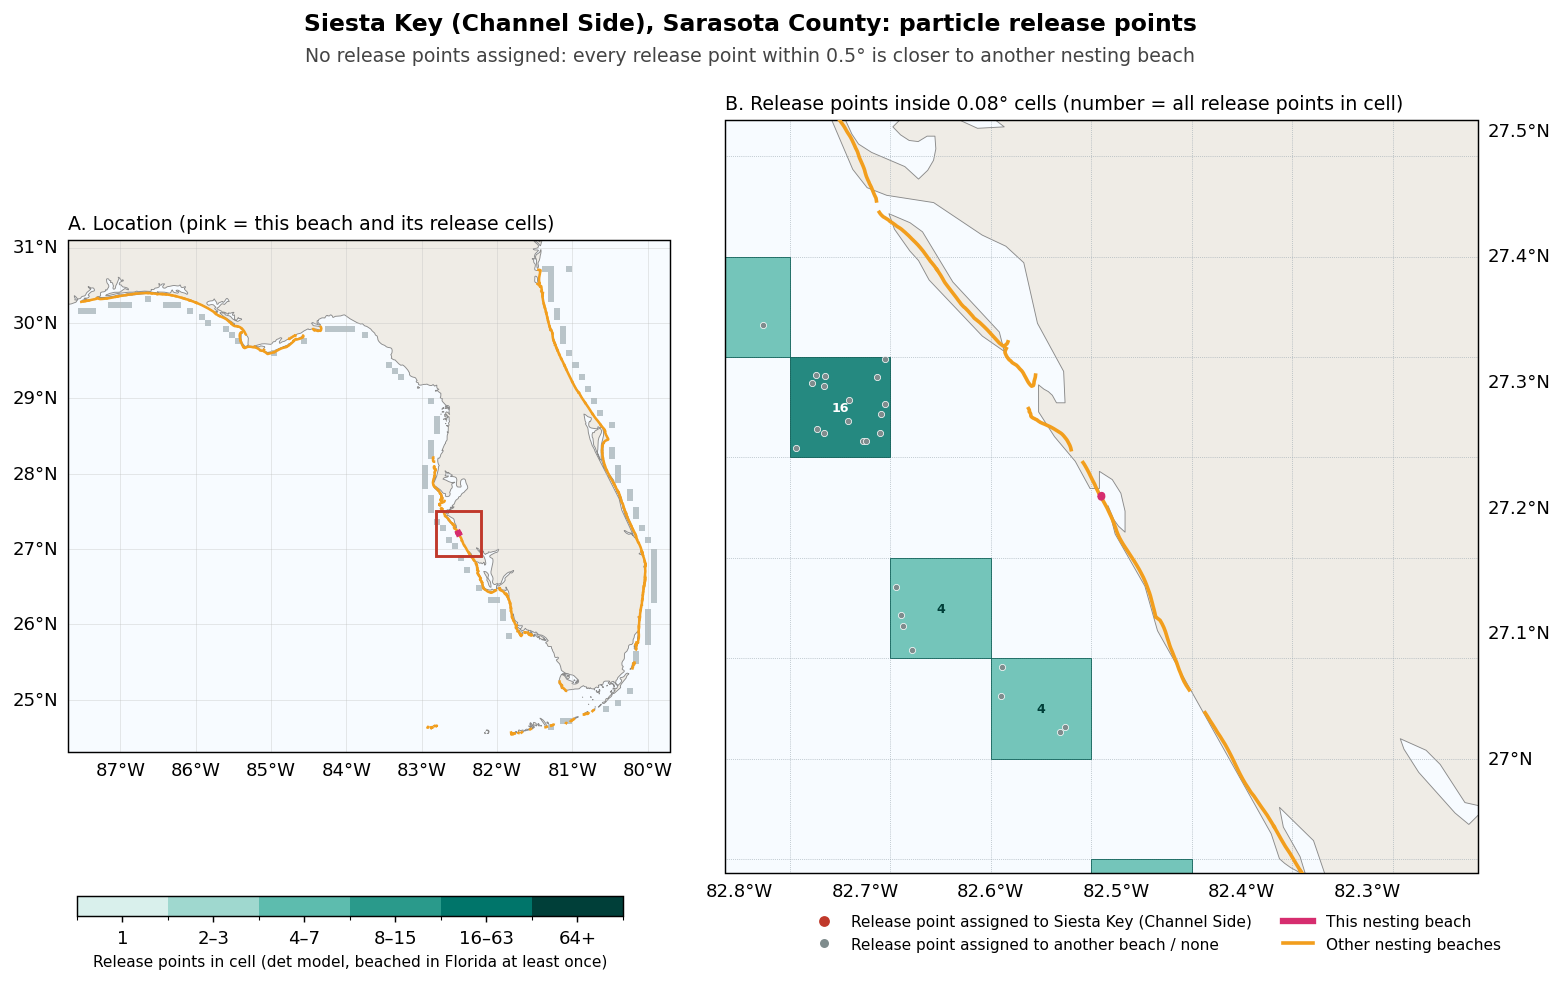 Siesta Key (Channel Side), Sarasota County: particle release points
No release points assigned: every release point within 0.5° is closer to another nesting beach
A. Location (pink = this beach and its release cells)
31°N
30°N
29°N
28°N
27°N
26°N
25°N
87°W 86°W 85°W 84°W 83°W 82°W 81°W 80°W
1 2–3 4–7 8–15 16–63 64+
Release points in cell (det model, beached in Florida at least once)
B. Release points inside 0.08° cells (number = all release points in cell)
16
4
4
27.5°N
27.4°N
27.3°N
27.2°N
27.1°N
27°N
82.8°W 82.7°W 82.6°W 82.5°W 82.4°W 82.3°W
Release point assigned to Siesta Key (Channel Side)
Release point assigned to another beach / none
This nesting beach
Other nesting beaches